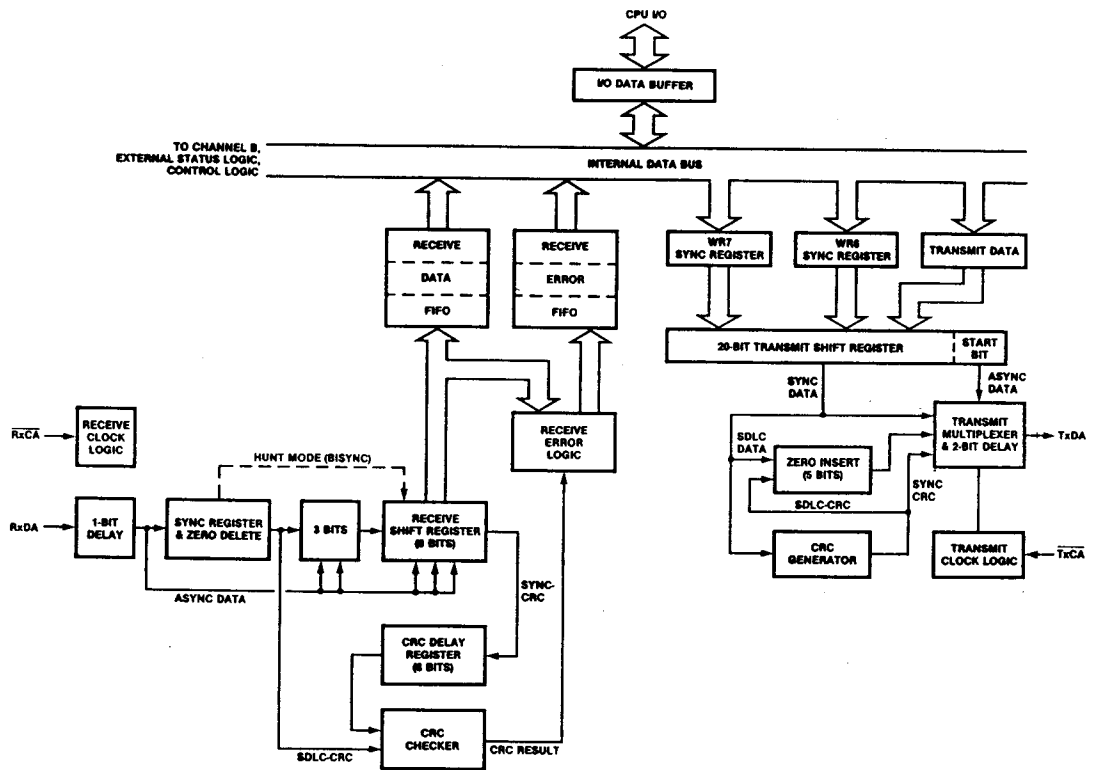 CPU I/O
I/O DATA BUFFER
TO CHANNEL B,
EXTERNAL STATUS LOGIC,
CONTROL LOGIC
INTERNAL DATA BUS
RECEIVE
DATA
FIFO
RECEIVE
ERROR
FIFO
WR7
SYNC REGISTER
WR6
SYNC REGISTER
TRANSMIT DATA
20-BIT TRANSMIT SHIFT REGISTER
START
BIT
SYNC
DATA
ASYNC
DATA
RxCA
RECEIVE
CLOCK
LOGIC
RECEIVE
ERROR
LOGIC
TRANSMIT
MULTIPLEXER
& 2-BIT DELAY
TxDA
SDLC
DATA
ZERO INSERT
(5 BITS)
SYNC
CRC
SDLC-CRC
HUNT MODE (BISYNC)
RxDA
1-BIT
DELAY
SYNC REGISTER
& ZERO DELETE
3 BITS
RECEIVE
SHIFT REGISTER
(8 BITS)
CRC
GENERATOR
TRANSMIT
CLOCK LOGIC
TxCA
ASYNC DATA
SYNC-
CRC
CRC DELAY
REGISTER
(8 BITS)
CRC
CHECKER
SDLC-CRC
CRC RESULT